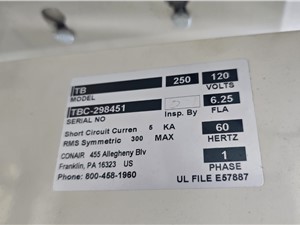 TB 250 120
MODEL VOLTS
TBC-298451 6.25
SERIAL NO Insp. By FLA
Short Circuit Curren 5 KA 60
RMS Symmetric 300 MAX HERTZ
CONAIR 455 Allegheny Blv 1
Franklin, PA 16323 US PHASE
Phone: 800-458-1960 UL FILE E57887